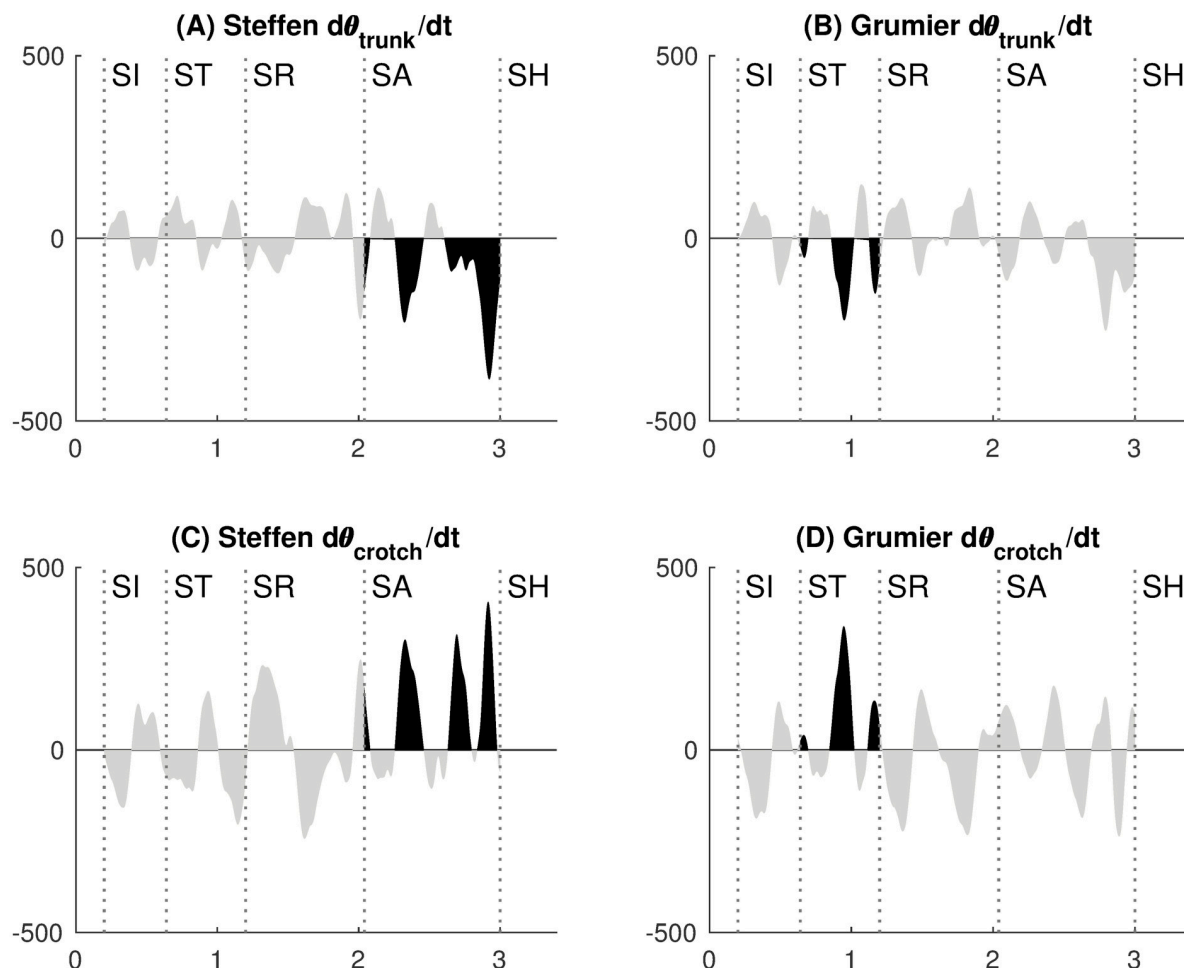 (A) Steffen dθtrunk/dt
(B) Grumier dθtrunk/dt
500
SI ST SR SA SH
0
-500
0 1 2 3
500
SI ST SR SA SH
0
-500
0 1 2 3
(C) Steffen dθcrotch/dt
(D) Grumier dθcrotch/dt
500
SI ST SR SA SH
0
-500
0 1 2 3
500
SI ST SR SA SH
0
-500
0 1 2 3